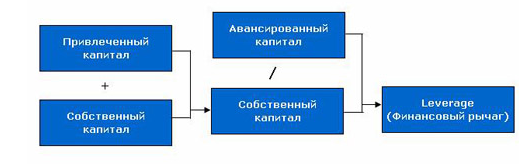 Привлеченный
капитал
+
Собственный
капитал
Авансированный
капитал
/
Собственный
капитал
Leverage
(Финансовый рычаг)